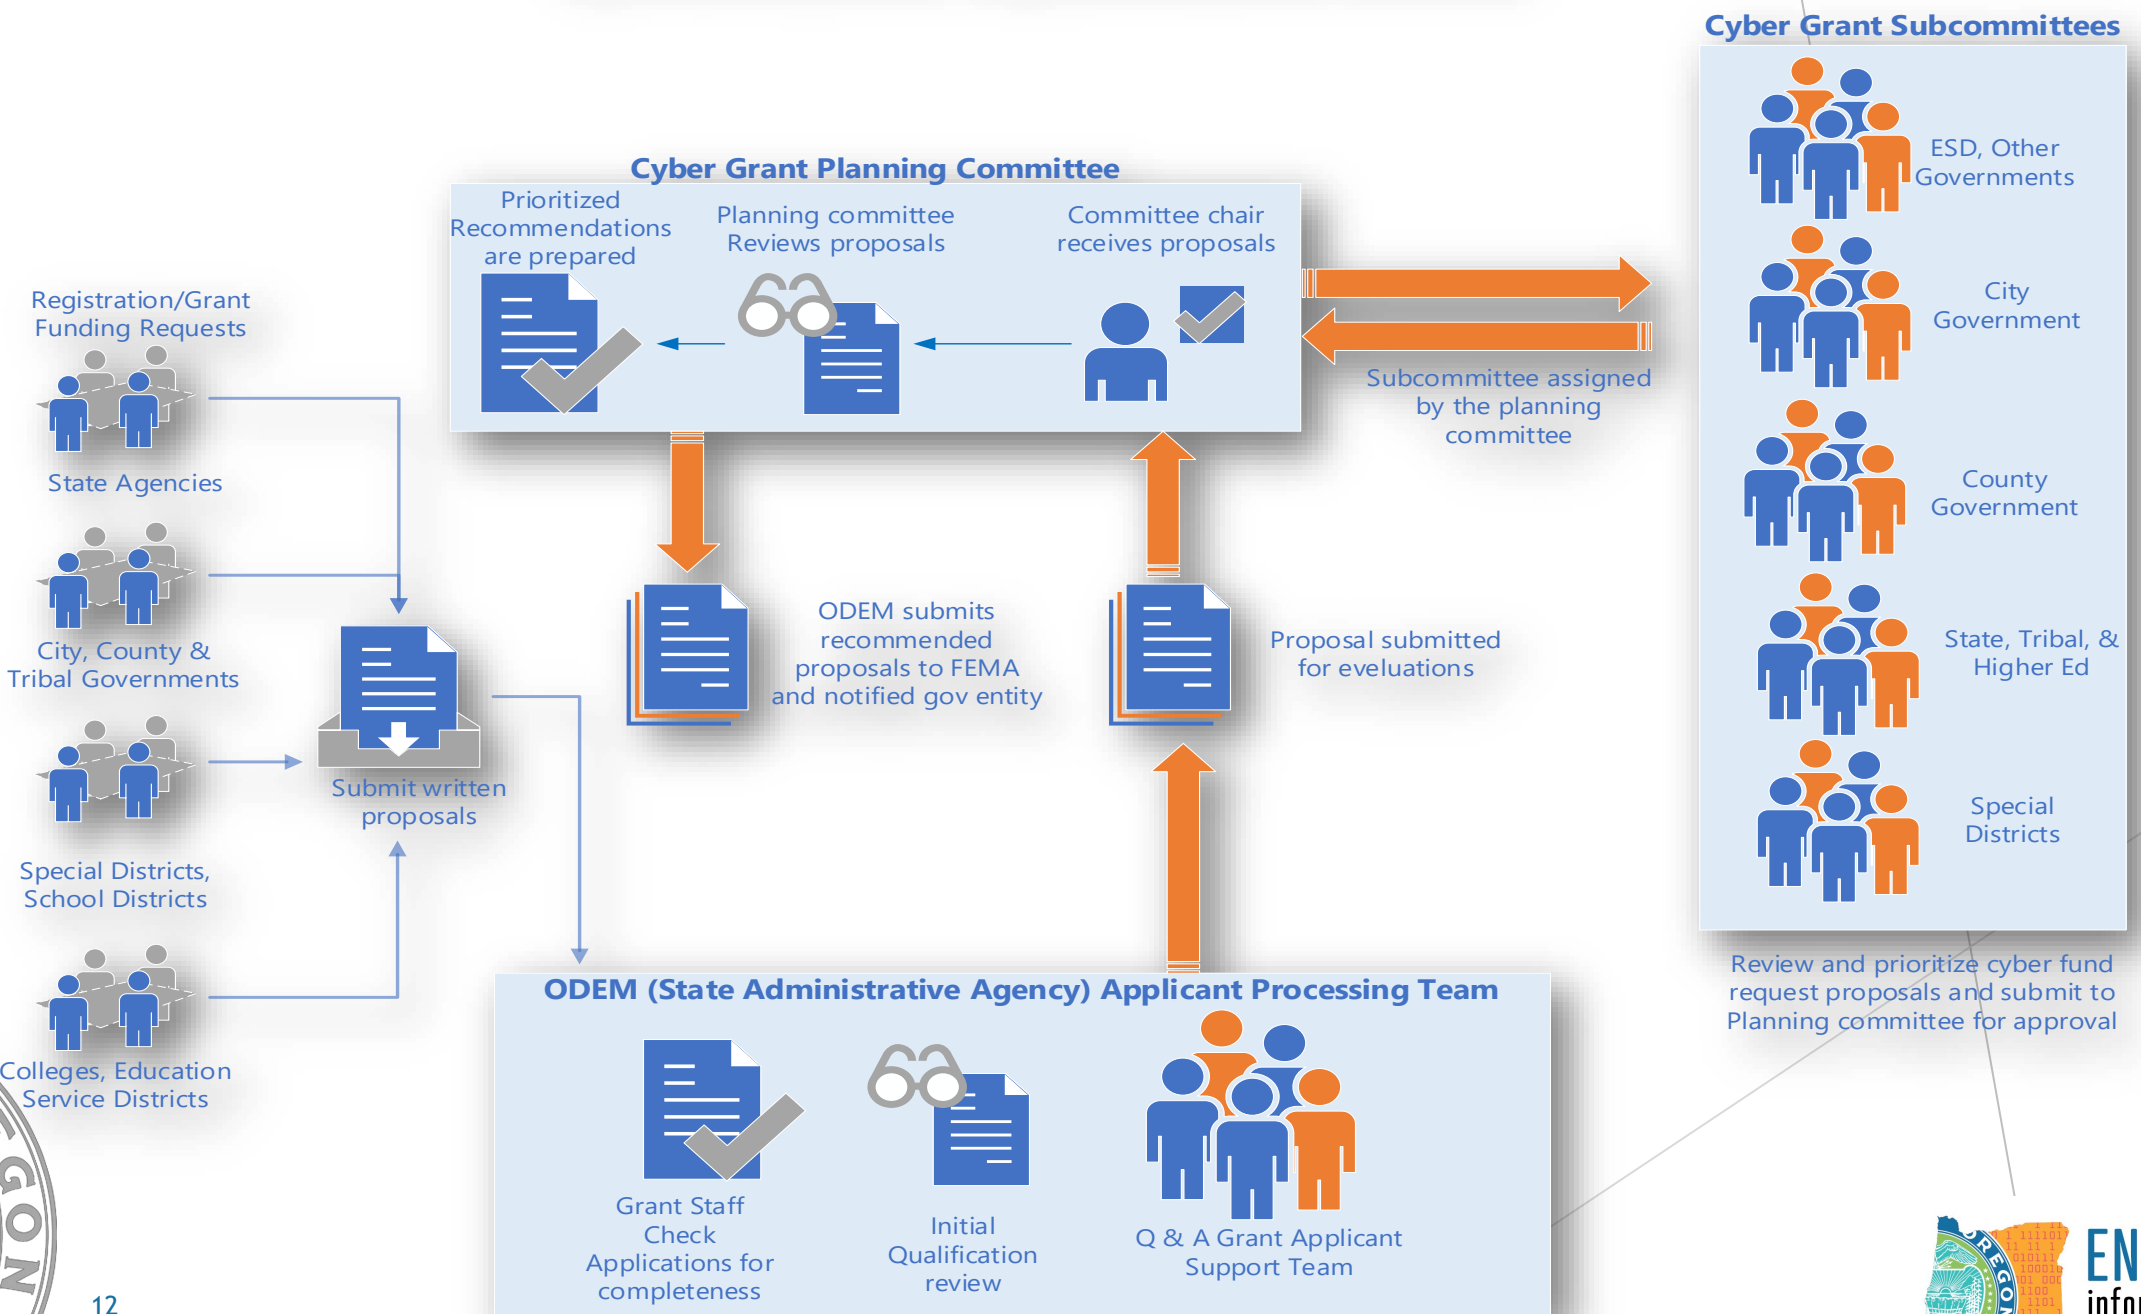 Cyber Grant Subcommittees
ESD, Other
Governments
City
Government
County
Government
State, Tribal, &
Higher Ed
Special
Districts
Review and prioritize cyber fund
request proposals and submit to
Planning committee for approval
Cyber Grant Planning Committee
Prioritized
Recommendations
are prepared
Planning committee
Reviews proposals
Committee chair
receives proposals
Subcommittee assigned
by the planning
committee
Registration/Grant
Funding Requests
State Agencies
City, County &
Tribal Governments
Special Districts,
School Districts
Colleges, Education
Service Districts
Submit written
proposals
ODEM submits
recommended
proposals to FEMA
and notified gov entity
Proposal submitted
for eveluations
ODEM (State Administrative Agency) Applicant Processing Team
Grant Staff
Check
Applications for
completeness
Initial
Qualification
review
Q & A Grant Applicant
Support Team
12
GON
OREGON
EN
infor